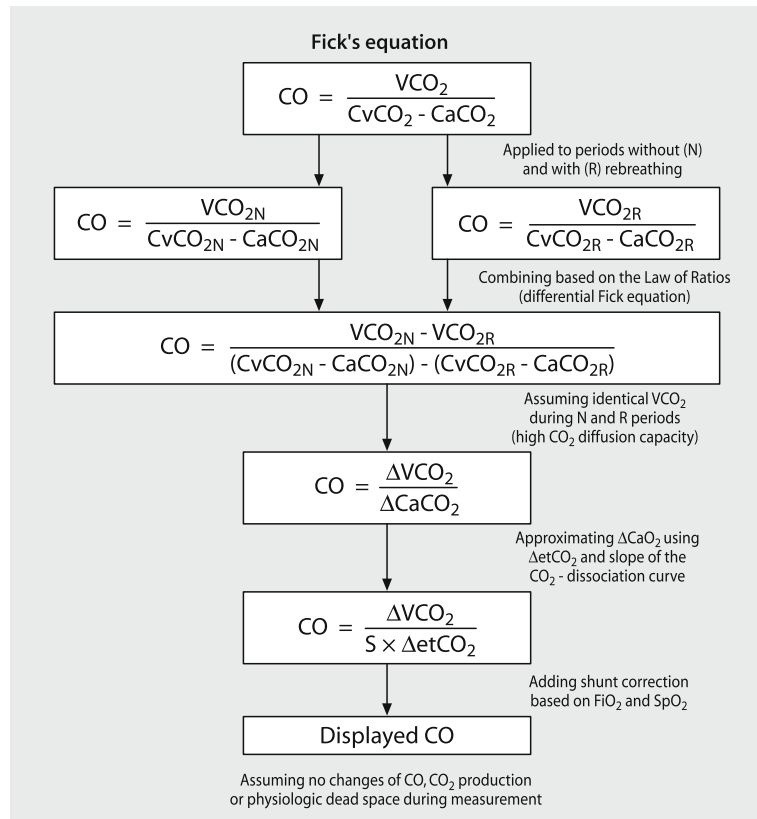 Fick's equation
CO = VCO₂ / CvCO₂ - CaCO₂
Applied to periods without (N)
and with (R) rebreathing
CO = VCO₂N / CvCO₂N - CaCO₂N
CO = VCO₂R / CvCO₂R - CaCO₂R
Combining based on the Law of Ratios
(differential Fick equation)
CO = VCO₂N - VCO₂R / (CvCO₂N - CaCO₂N) - (CvCO₂R - CaCO₂R)
Assuming identical VCO₂
during N and R periods
(high CO₂ diffusion capacity)
CO = ΔVCO₂ / ΔCaCO₂
Approximating ΔCaO₂ using
ΔetCO₂ and slope of the
CO₂ - dissociation curve
CO = ΔVCO₂ / S × ΔetCO₂
Adding shunt correction
based on FiO₂ and SpO₂
Displayed CO
Assuming no changes of CO, CO₂ production
or physiologic dead space during measurement